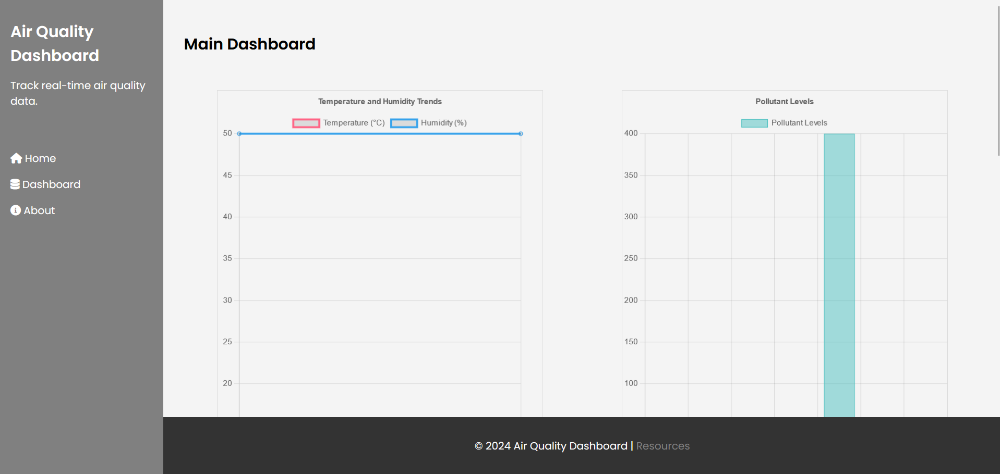 Air Quality
Dashboard
Track real-time air quality
data.
Home
Dashboard
About
Main Dashboard
Temperature and Humidity Trends
Temperature (°C) Humidity (%)
50
45
40
35
30
25
20
Pollutant Levels
Pollutant Levels
400
350
300
250
200
150
100
© 2024 Air Quality Dashboard | Resources